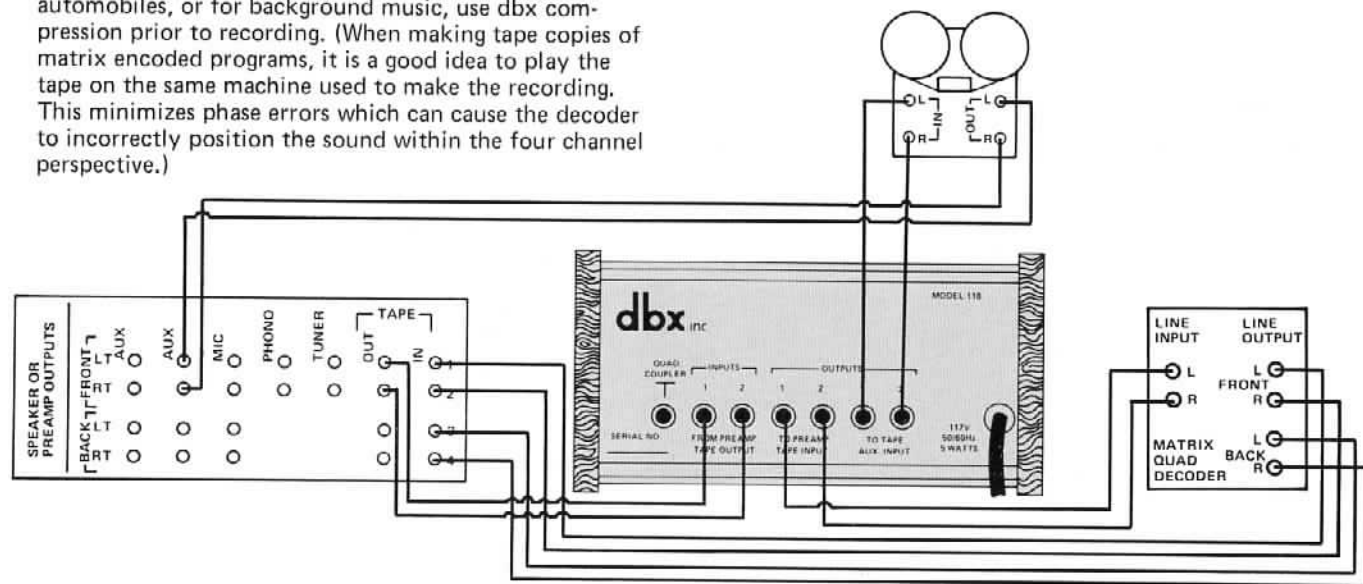 automobiles, or for background music, use dbx com-
pression prior to recording. (When making tape copies of
matrix encoded programs, it is a good idea to play the
tape on the same machine used to make the recording.
This minimizes phase errors which can cause the decoder
to incorrectly position the sound within the four channel
perspective.)
L IN R
L OUT R
SPEAKER OR
PREAMP OUTPUTS
FRONT
LT
RT
BACK
LT
RT
AUX
AUX
MIC
PHONO
TUNER
TAPE
OUT
IN
1
2
3
4
dbx inc
MODEL 118
QUAD
COUPLER
INPUTS
1 2
OUTPUTS
1 2 2
SERIAL NO.
FROM PREAMP
TAPE OUTPUT
TO PREAMP
TAPE INPUT
TO TAPE
AUX INPUT
117V
50/60Hz
5 WATTS
LINE
INPUT
L
R
LINE
OUTPUT
L
FRONT
R
L
BACK
R
MATRIX
QUAD
DECODER